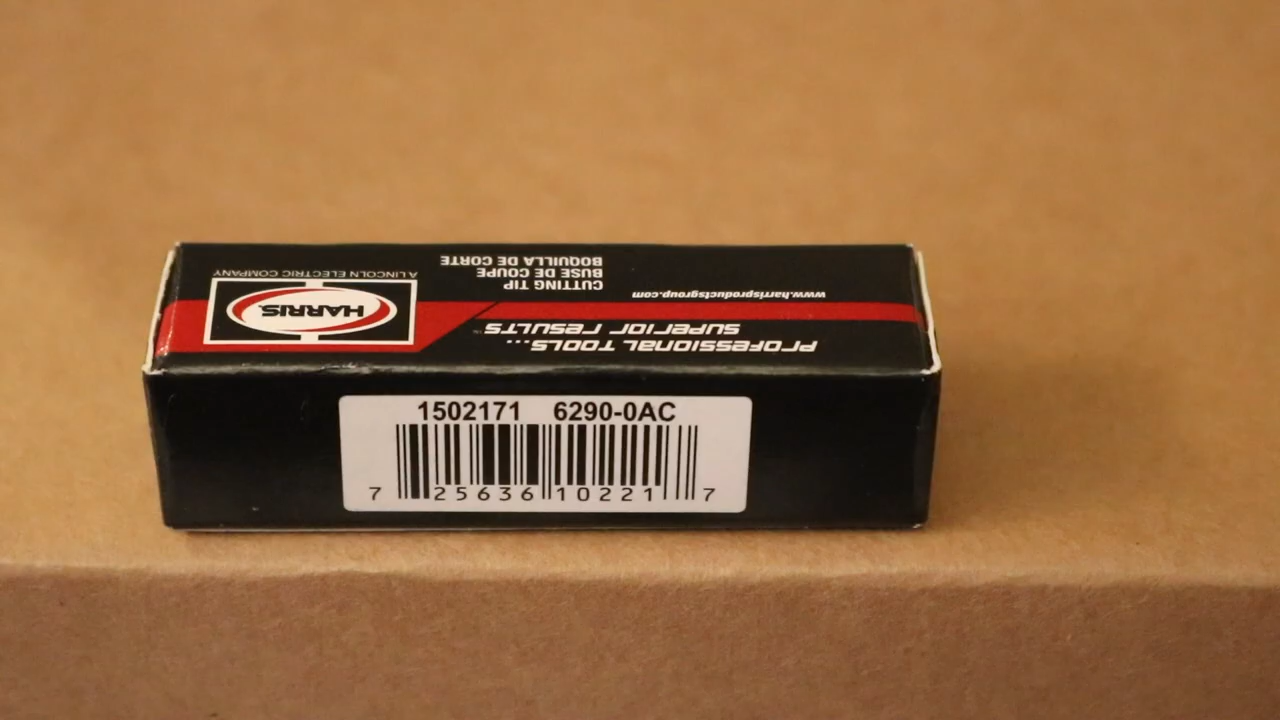 A LINCOLN ELECTRIC COMPANY
HARRIS.
CUTTING TIP
BUSE DE COUPE
BOQUILLA DE CORTE
www.harrisproductsgroup.com
Professional Tools...
Superior Results™
1502171 6290-0AC
7 25636 10221 7